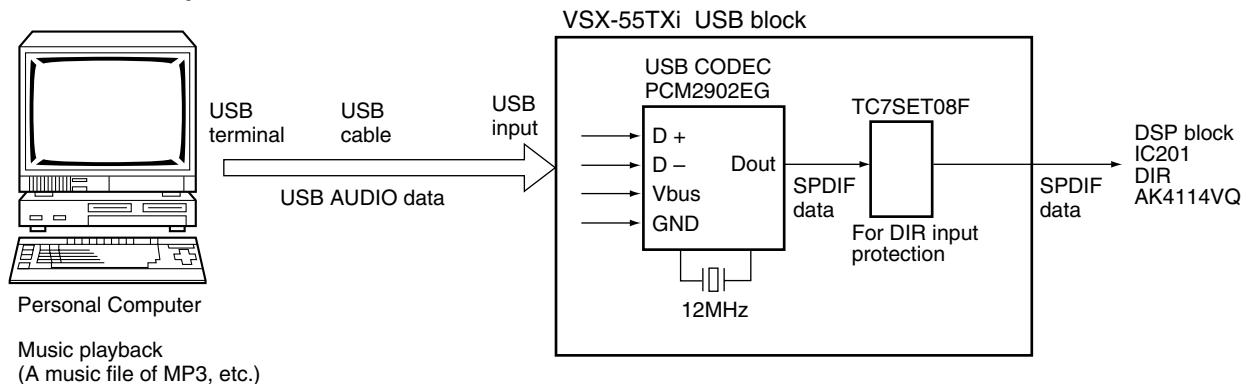 VSX-55TXi USB block
USB CODEC
PCM2902EG
TC7SET08F
USB
terminal
USB
cable
USB
input
USB AUDIO data
D +
D –
Vbus
GND
Dout
SPDIF
data
For DIR input
protection
12MHz
SPDIF
data
DSP block
IC201
DIR
AK4114VQ
Personal Computer
Music playback
(A music file of MP3, etc.)